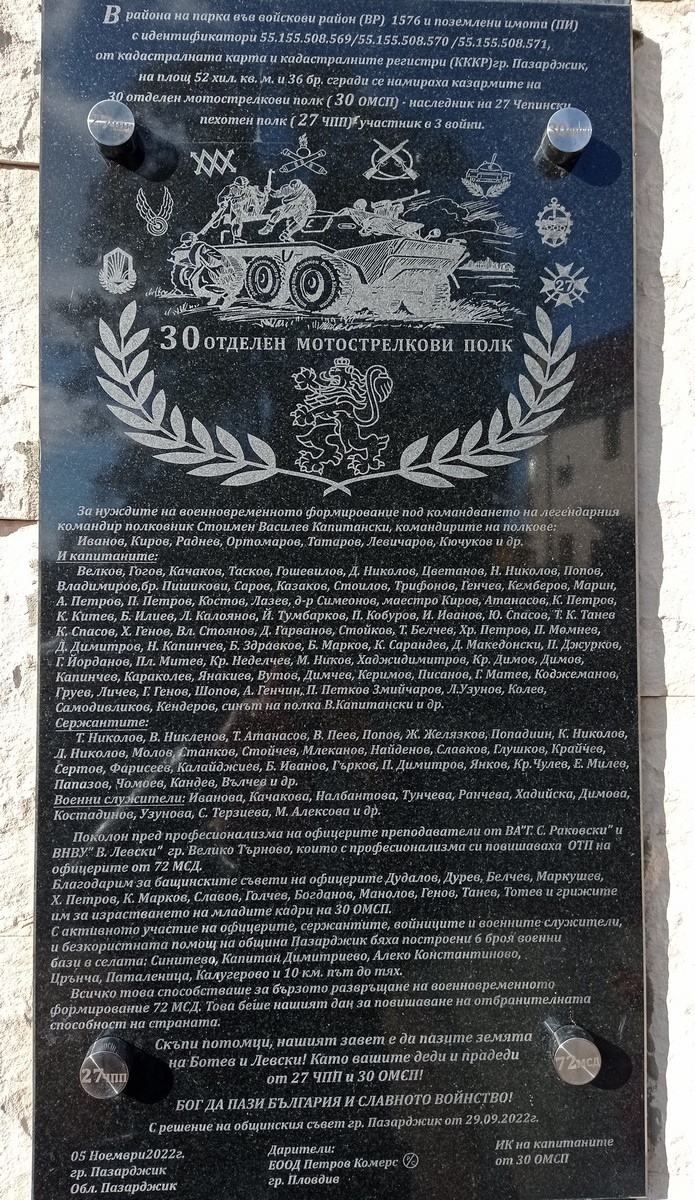 В района на парка във войскови район (ВР) 1576 и поземлени имоти (ПИ)
с идентификатори 55.155.508.569/55.155.508.570 /55.155.508.571,
от кадастралната карта и кадастралните регистри (КККР)гр. Пазарджик,
на площ 52 хил. кв. м. и 36 бр. сгради се намираха казармите на
30 отделен мотострелкови полк ( 30 ОМСП) - наследник на 27 Чепински
пехотен полк ( 27 ЧПП) участник в 3 войни.
27
30 ОТДЕЛЕН МОТОСТРЕЛКОВИ ПОЛК
За нуждите на военновременното формирование под командването на легендарния
командир полковник Стоимен Василев Капитански, командирите на полкове:
Иванов, Киров, Раднев, Ортомаров, Татаров, Левичаров, Кючуков и др.
И капитаните:
Велков, Гогов, Качаков, Тасков, Гошевилов, Д. Николов, Цветанов, Н. Николов, Попов,
Владимиров,бр. Пишикови, Саров, Казаков, Стоилов, Трифонов, Генчев, Кемберов, Марин,
А. Петров, П. Петров, Костов, Лазев, д-р Симеонов, маестро Киров, Атанасов, К. Петров,
К. Китев, Б. Илиев, Л. Калоянов, Й. Тумбарков, П. Кобуров, И. Иванов, Ю. Спасов, Т. К. Танев
К. Спасов, Х. Генов, Вл. Стоянов, Д. Гарванов, Стойков, Т. Белчев, Хр. Петров, П. Момнев,
Д. Димитров, Н. Капинчев, Б. Здравков, Б. Марков, К. Сарандев, Д. Македонски, П. Джурков,
Г. Йорданов, Пл. Митев, Кр. Неделчев, М. Ников, Хаджидимитров, Кр. Димов, Димов,
Капинчев, Караколев, Янакиев, Вутов, Димчев, Керимов, Писанов, Г. Матев, Коджеманов,
Груев, Личев, Г. Генов, Шопов, А. Генчин, П. Петков Змийчаров, Л.Узунов, Колев,
Самодивликов, Кендеров, синът на полка В.Капитански и др.
Сержантите:
Т. Николов, В. Никленов, Т. Атанасов, В. Пеев, Попов, Ж. Желязков, Попадиин, К. Николов,
Л. Николов, Молов, Станков, Стойчев, Млеканов, Найденов, Славков, Глушков, Крайчев,
Сертов, Фарисеев, Калайджиев, Б. Иванов, Гърков, П. Димитров, Янков, Кр.Чулев, Е. Милев,
Папазов, Чомоев, Кандев, Вълчев и др.
Военни служители: Иванова, Качакова, Налбантова, Тунчева, Ранчева, Хадийска, Димова,
Костадинов, Узунова, С. Терзиева, М. Алексова и др.
Поколон пред професионализма на офицерите преподаватели от ВА"Г. С. Раковски" и
ВНВУ." В. Левски" гр. Велико Търново, които с професионализма си повишаваха ОТП на
офицерите от 72 МСД.
Благодарим за бащинските съвети на офицерите Дудалов, Дурев, Белчев, Маркушев,
Х. Петров, К. Марков, Славов, Голчев, Богданов, Манолов, Генов, Танев, Тотев и грижите
им за израстването на младите кадри на 30 ОМСП.
С активното участие на офицерите, сержантите, войниците и военните служители,
и безкористната помощ на община Пазарджик бяха построени 6 броя военни
бази в селата: Синитево, Капитан Димитриево, Алеко Константиново,
Црънча, Паталеница, Калугерово и 10 км. път до тях.
Всичко това способстваше за бързото развръщане на военновременното
формирование 72 МСД. Това беше нашият дан за повишаване на отбранителната
способност на страната.
Скъпи потомци, нашият завет е да пазите земята
на Ботев и Левски! Като вашите деди и прадеди
от 27 ЧПП и 30 ОМСП!
27ЧПП
72МСД
БОГ ДА ПАЗИ БЪЛГАРИЯ И СЛАВНОТО ВОЙНСТВО!
С решение на общинския съвет гр. Пазарджик от 29.09.2022г.
05 Ноември2022г.
гр. Пазарджик
Обл. Пазарджик
Дарители:
ЕООД Петров Комерс
гр. Пловдив
ИК на капитаните
от 30 ОМСП